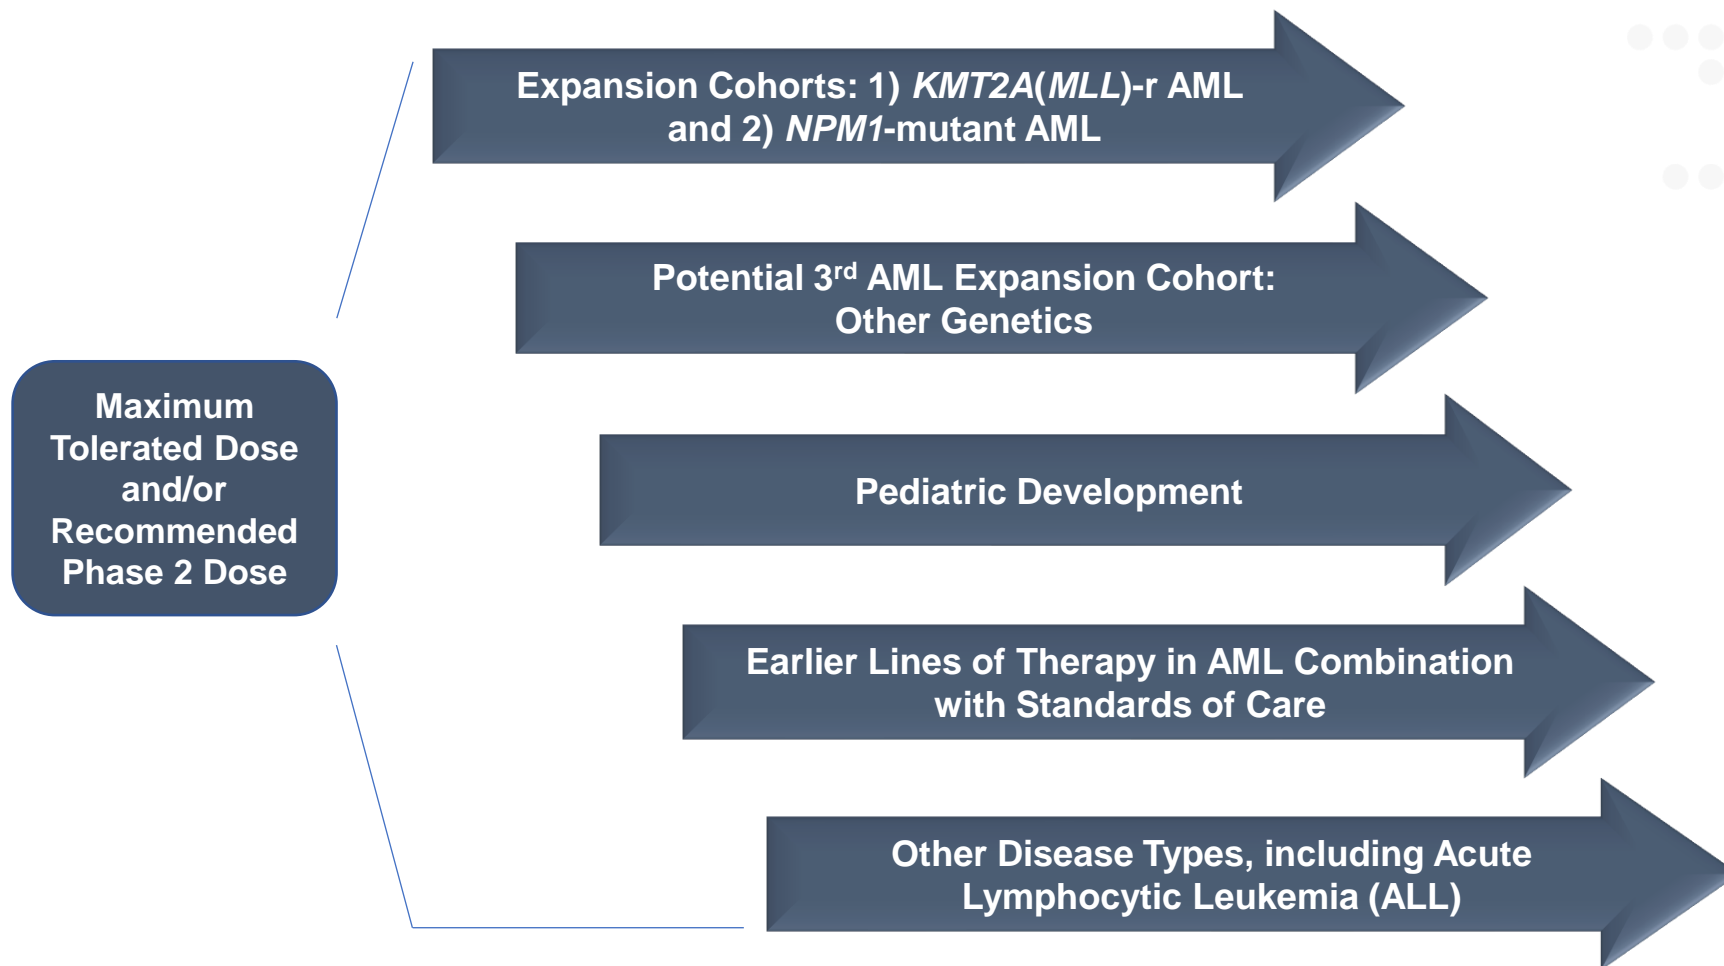 Expansion Cohorts: 1) KMT2A(MLL)-r AML
and 2) NPM1-mutant AML
Potential 3rd AML Expansion Cohort:
Other Genetics
Maximum
Tolerated Dose
and/or
Recommended
Phase 2 Dose
Pediatric Development
Earlier Lines of Therapy in AML Combination
with Standards of Care
Other Disease Types, including Acute
Lymphocytic Leukemia (ALL)